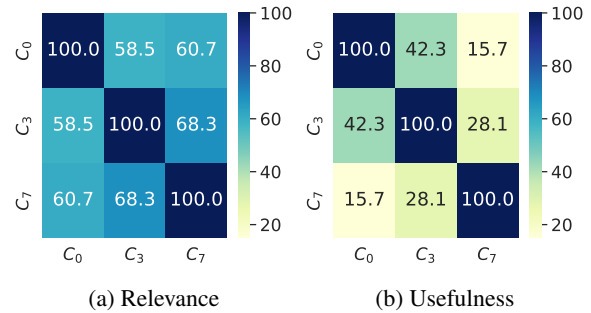 C0 100.0 58.5 60.7
C3 58.5 100.0 68.3
C7 60.7 68.3 100.0
C0 C3 C7
100
80
60
40
20
(a) Relevance
C0 100.0 42.3 15.7
C3 42.3 100.0 28.1
C7 15.7 28.1 100.0
C0 C3 C7
100
80
60
40
20
(b) Usefulness